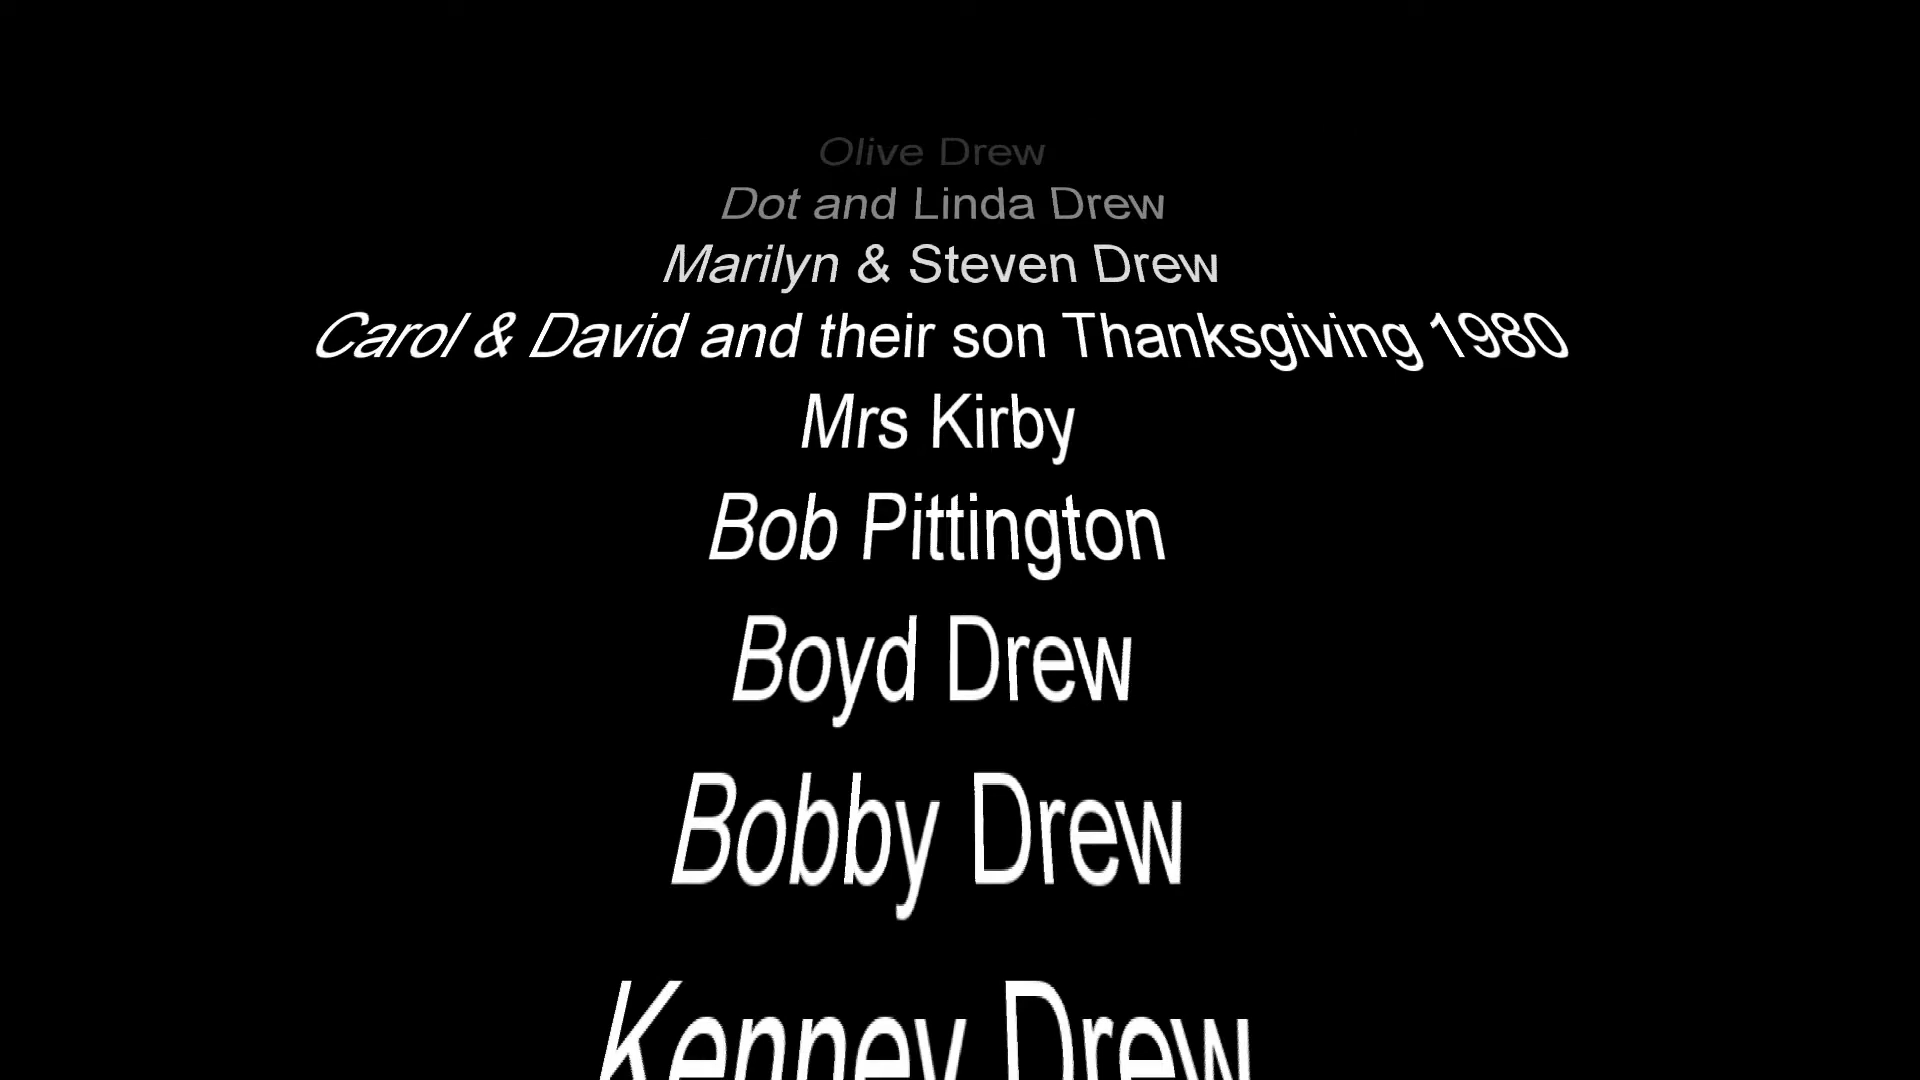 Olive Drew
Dot and Linda Drew
Marilyn & Steven Drew
Carol & David and their son Thanksgiving 1980
Mrs Kirby
Bob Pittington
Boyd Drew
Bobby Drew
Kenney Drew